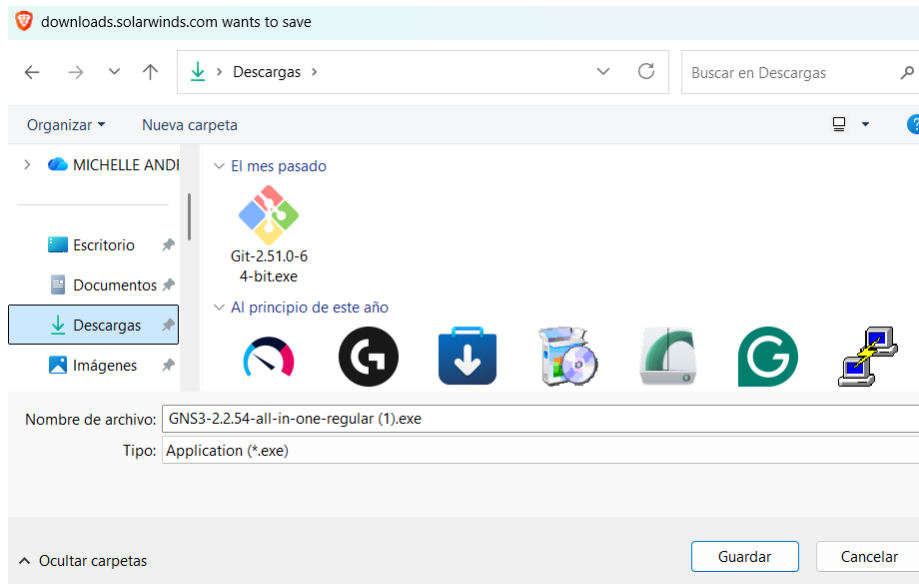 downloads.solarwinds.com wants to save
Descargas
Buscar en Descargas
Organizar
Nueva carpeta
?
MICHELLE ANDI
El mes pasado
Git-2.51.0-6
4-bit.exe
Escritorio
Documentos
Descargas
Imágenes
Al principio de este año
Nombre de archivo: GNS3-2.2.54-all-in-one-regular (1).exe
Tipo: Application (*.exe)
Ocultar carpetas
Guardar
Cancelar